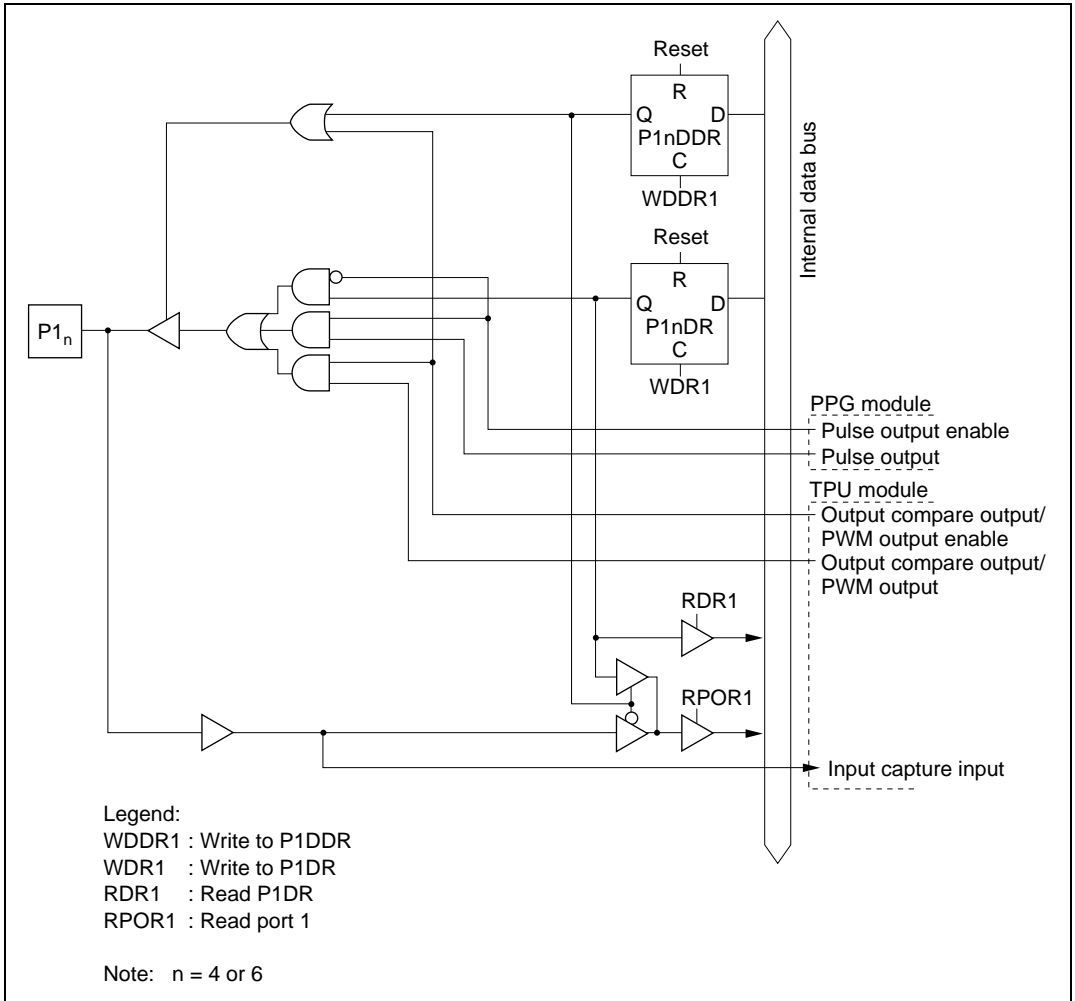 Reset
R
Q D
P1nDDR
C
WDDR1
Internal data bus
Reset
R
Q D
P1nDR
C
WDR1
P1n
PPG module
Pulse output enable
Pulse output
TPU module
Output compare output/
PWM output enable
Output compare output/
PWM output
RDR1
RPOR1
Input capture input
Legend:
WDDR1 : Write to P1DDR
WDR1 : Write to P1DR
RDR1 : Read P1DR
RPOR1 : Read port 1
Note: n = 4 or 6